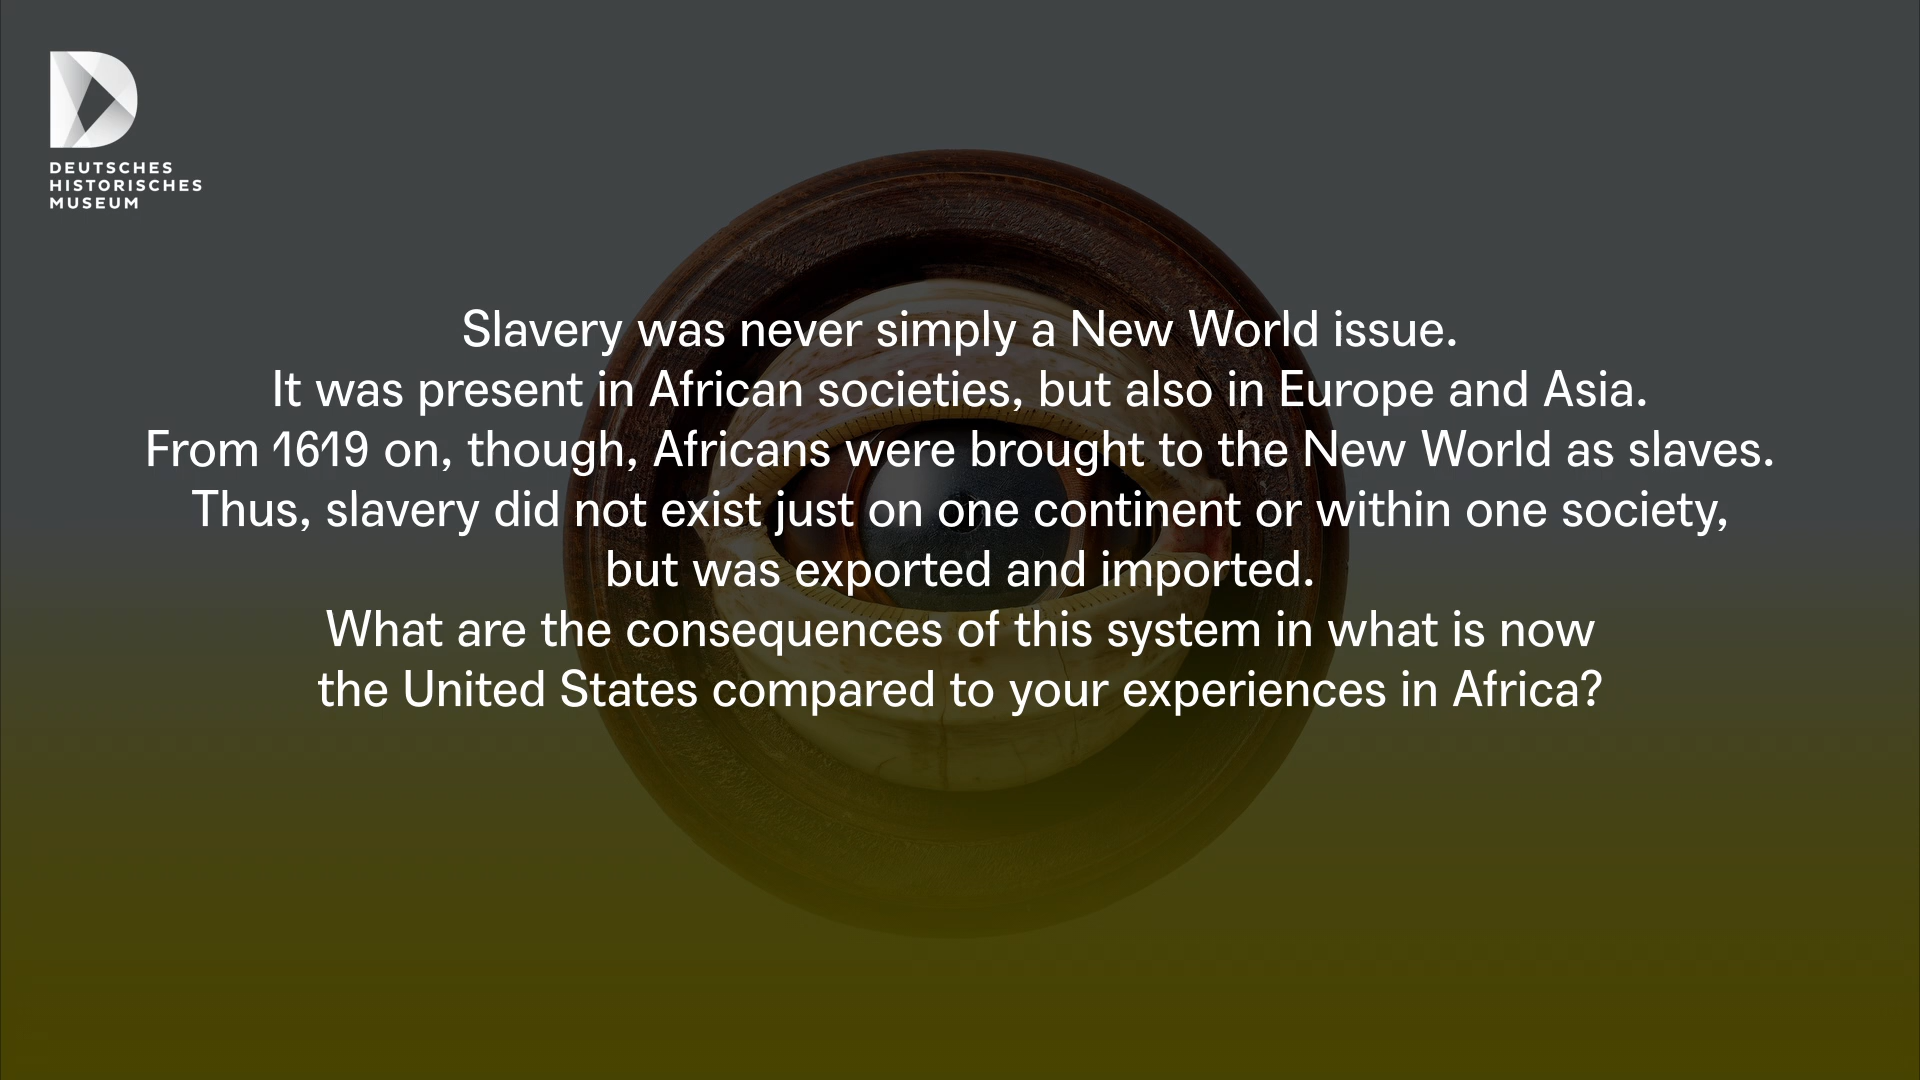 DEUTSCHES
HISTORISCHES
MUSEUM
Slavery was never simply a New World issue.
It was present in African societies, but also in Europe and Asia.
From 1619 on, though, Africans were brought to the New World as slaves.
Thus, slavery did not exist just on one continent or within one society,
but was exported and imported.
What are the consequences of this system in what is now
the United States compared to your experiences in Africa?